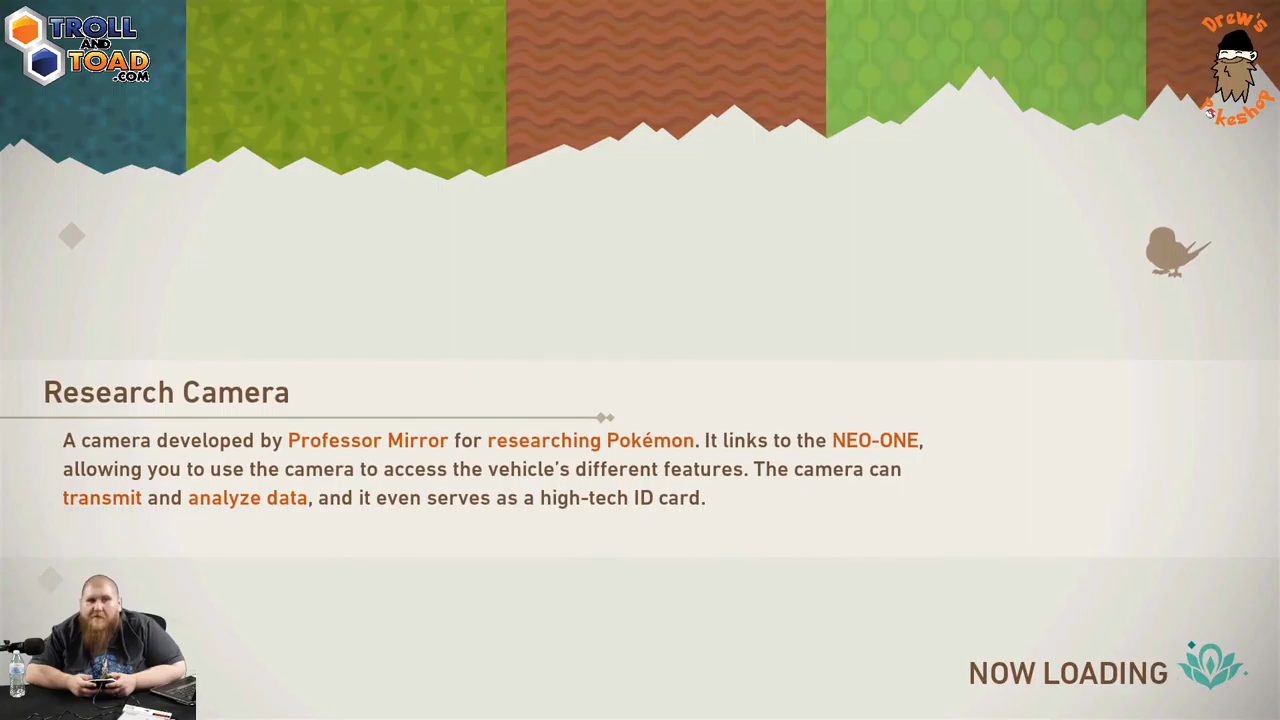 TROLL
AND
TOAD
.COM
Drew's
Pokeshop
Research Camera
A camera developed by Professor Mirror for researching Pokémon. It links to the NEO-ONE,
allowing you to use the camera to access the vehicle's different features. The camera can
transmit and analyze data, and it even serves as a high-tech ID card.
NOW LOADING